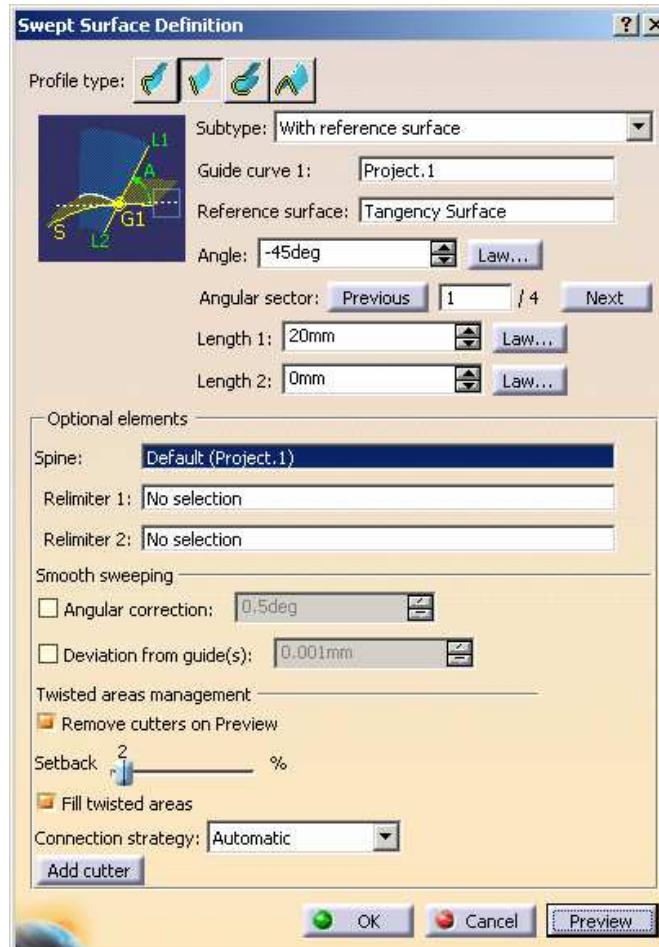 Swept Surface Definition
Profile type:
Subtype: With reference surface
L1
A
G1
S
L2
Guide curve 1: Project.1
Reference surface: Tangency Surface
Angle: -45deg Law...
Angular sector: Previous 1 / 4 Next
Length 1: 20mm Law...
Length 2: 0mm Law...
Optional elements
Spine: Default (Project.1)
Relimiter 1: No selection
Relimiter 2: No selection
Smooth sweeping
Angular correction: 0.5deg
Deviation from guide(s): 0.001mm
Twisted areas management
Remove cutters on Preview
2
Setback %
Fill twisted areas
Connection strategy: Automatic
Add cutter
OK Cancel Preview